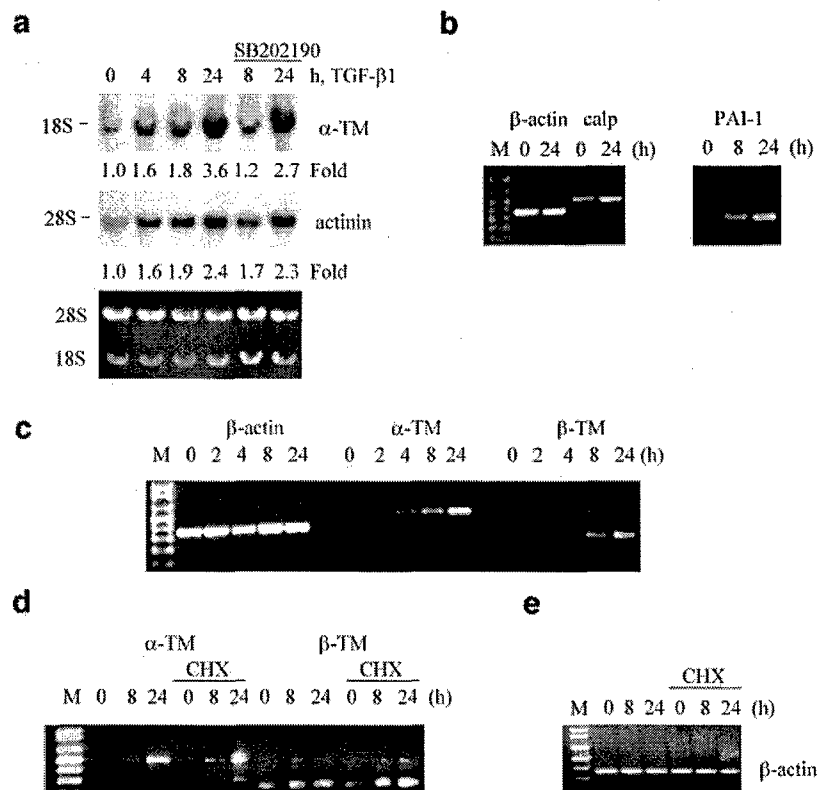 a
SB202190
0 4 8 24 8 24 h, TGF-β1
18S – α-TM
1.0 1.6 1.8 3.6 1.2 2.7 Fold
28S – actinin
1.0 1.6 1.9 2.4 1.7 2.3 Fold
28S
18S
b
β-actin calp PAI-1
M 0 24 0 24 (h) 0 8 24 (h)
c
β-actin α-TM β-TM
M 0 2 4 8 24 0 2 4 8 24 0 2 4 8 24 (h)
d
α-TM β-TM
CHX CHX
M 0 8 24 0 8 24 0 8 24 0 8 24 (h)
e
CHX
M 0 8 24 0 8 24 (h)
β-actin